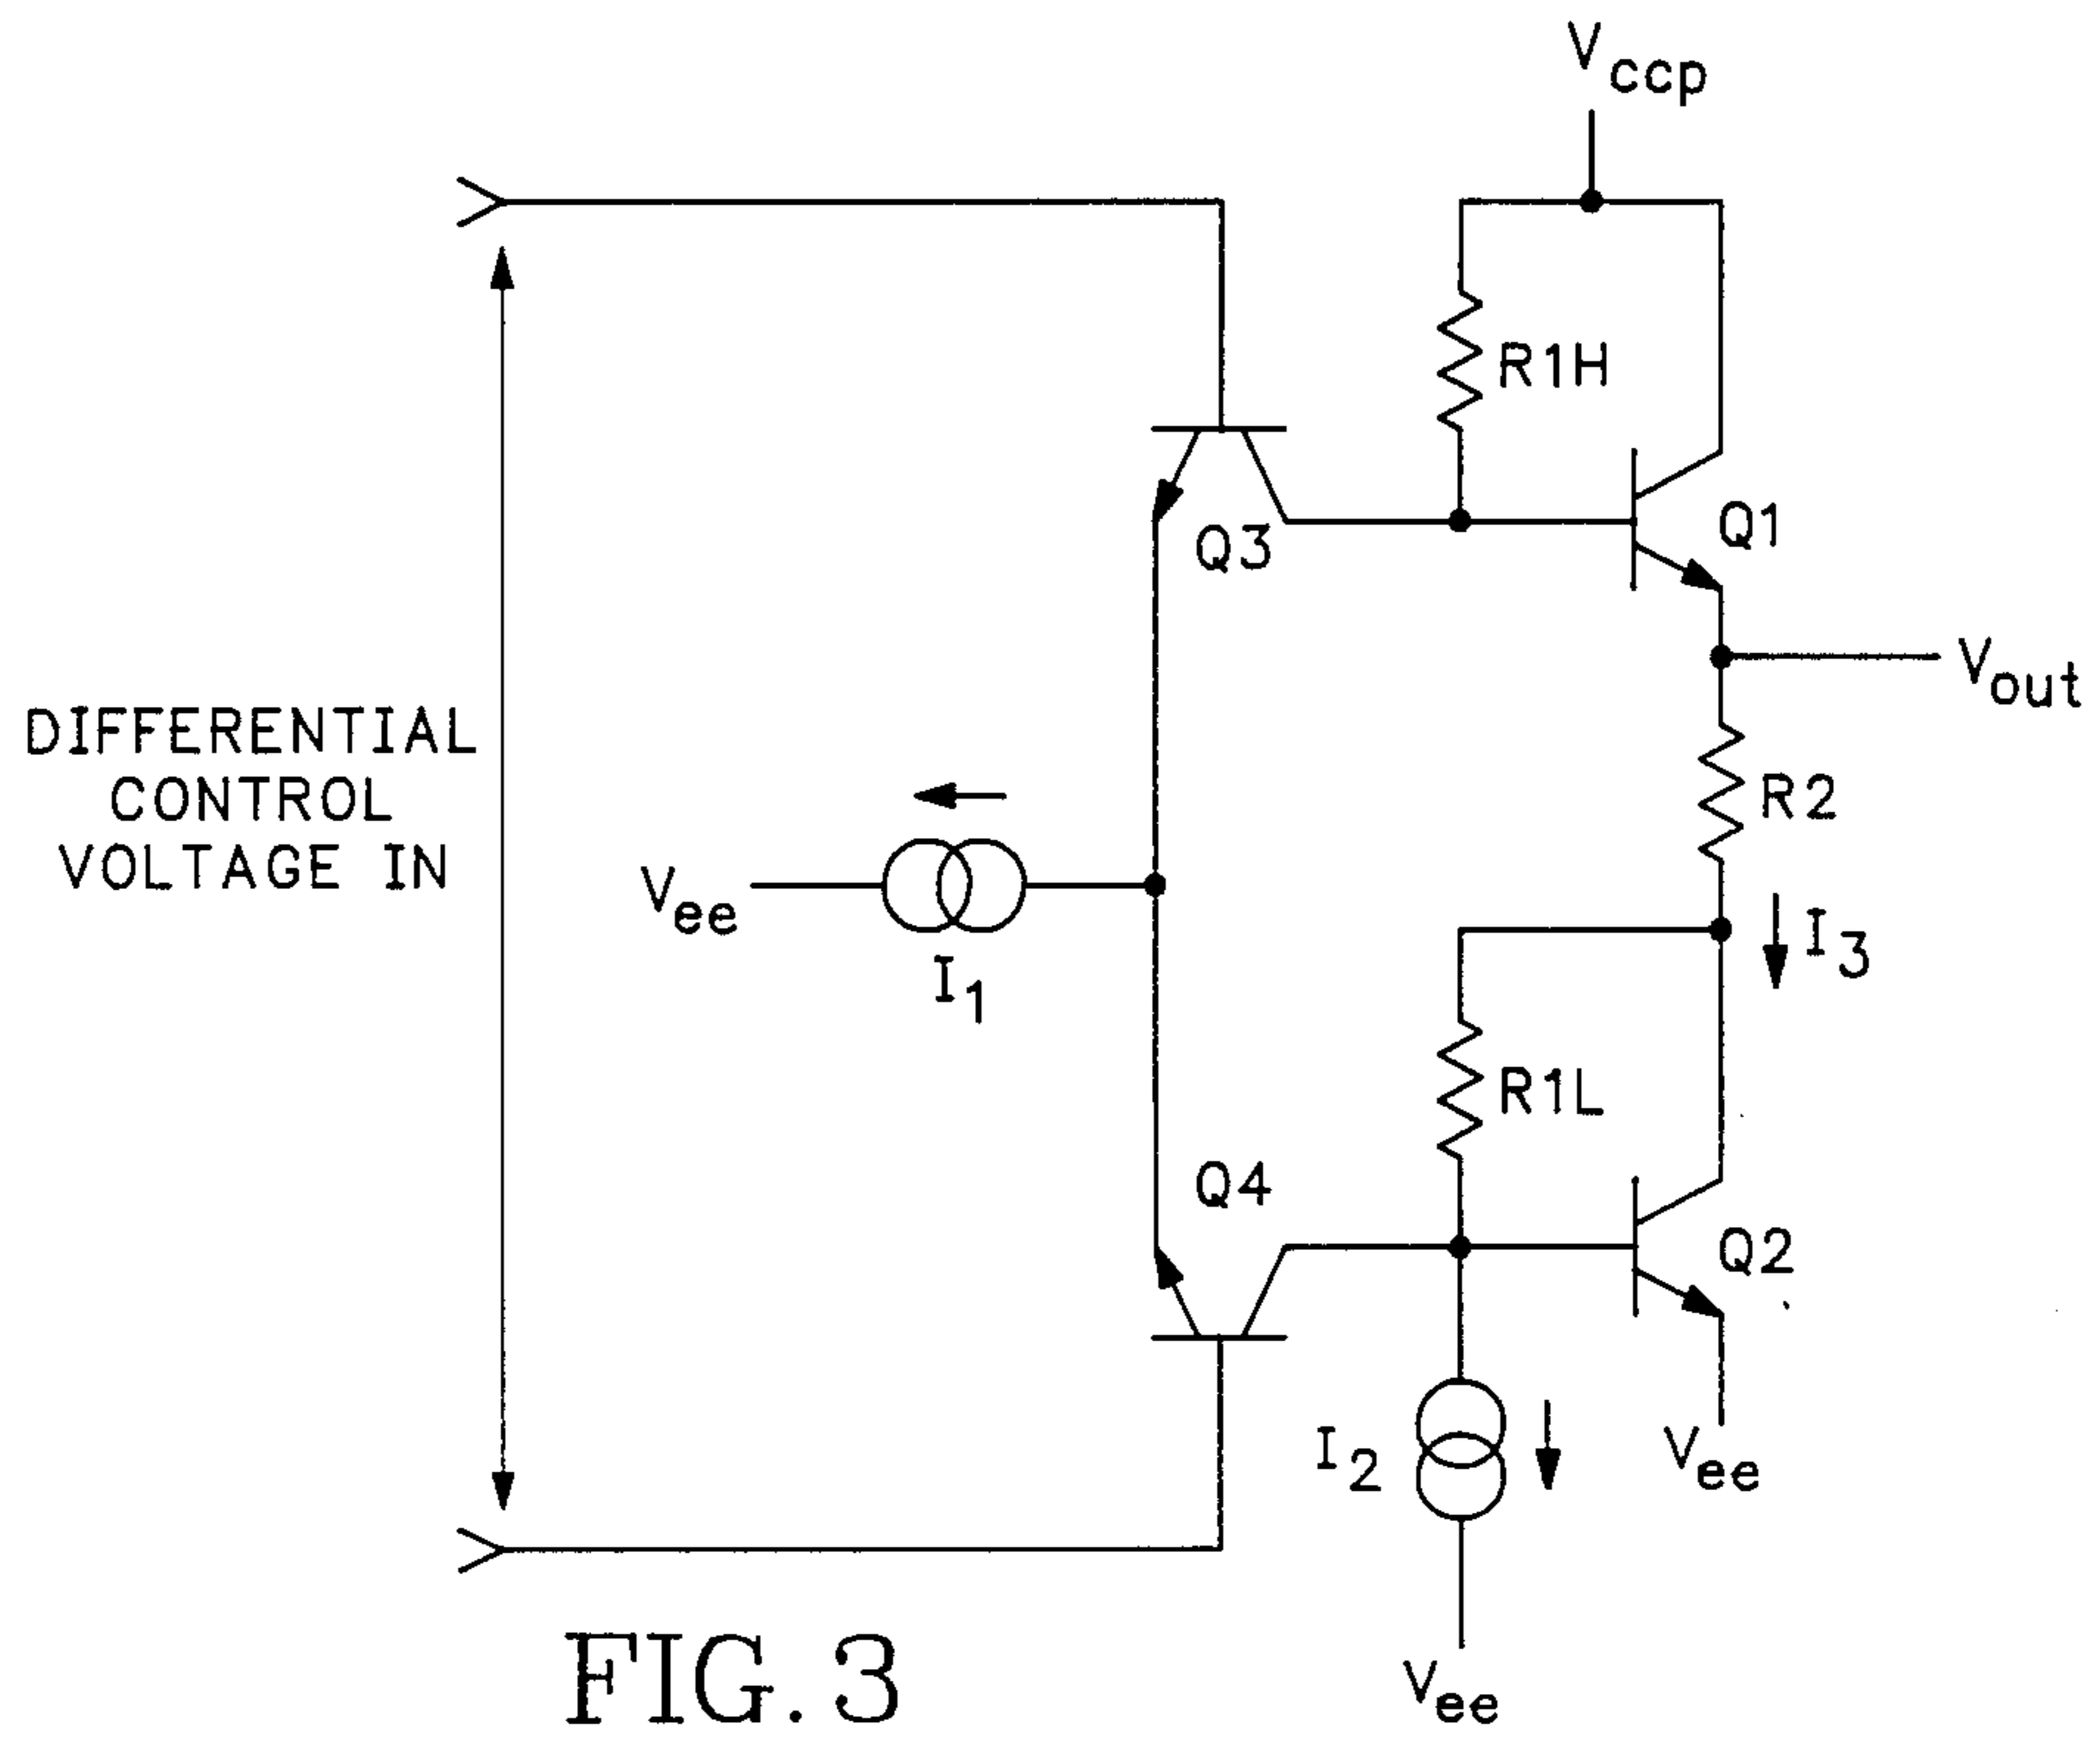 Vccp
R1H
Q3
Q1
Vout
DIFFERENTIAL
CONTROL
VOLTAGE IN
R2
Vee
I1
I3
R1L
Q4
Q2
I2
Vee
Vee
FIG. 3